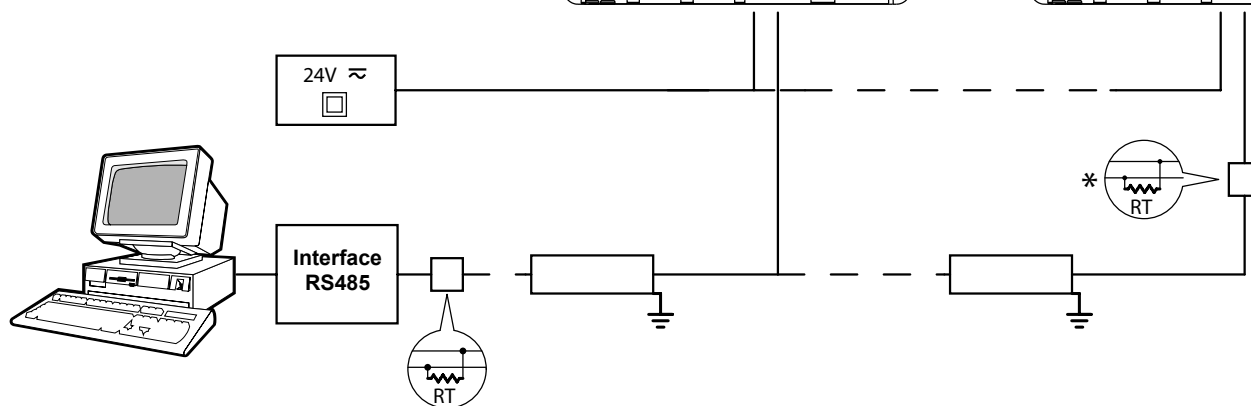 24V ⎓~
*
RT
Interface
RS485
RT